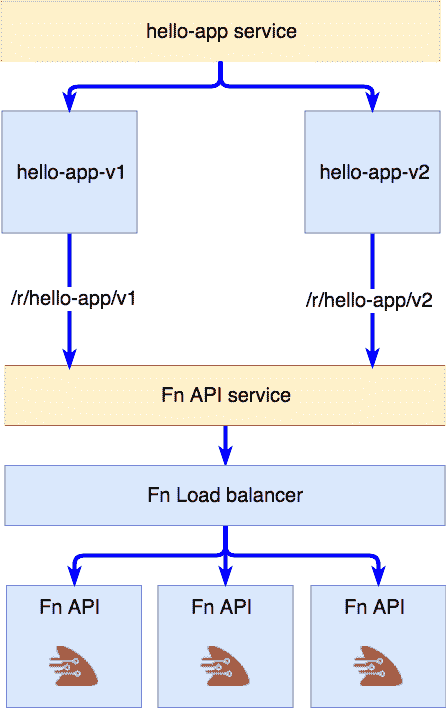 hello-app service
hello-app-v1
hello-app-v2
/r/hello-app/v1
/r/hello-app/v2
Fn API service
Fn Load balancer
Fn API
Fn API
Fn API